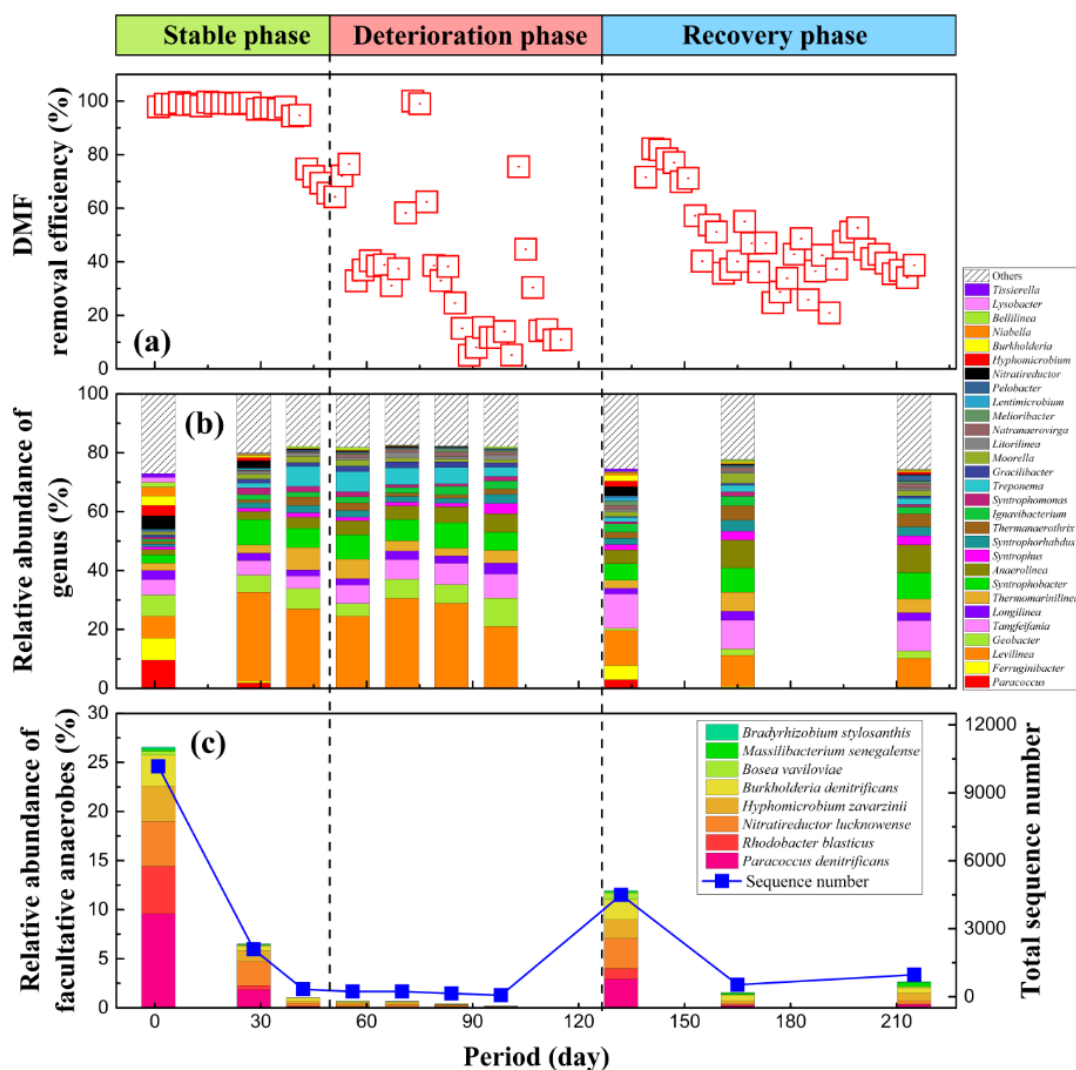 Stable phase
Deterioration phase
Recovery phase
DMF
removal efficiency (%)
100
80
60
40
20
0
(a)
Relative abundance of
genus (%)
100
80
60
40
20
0
(b)
Others
Tissierella
Lysobacter
Bellilinea
Niabella
Burkholderia
Hyphomicrobium
Nitratireductor
Pelobacter
Lentimicrobium
Melioribacter
Natranaerovirga
Litorilinea
Moorella
Gracilibacter
Treponema
Syntrophomonas
Ignavibacterium
Thermanaerothrix
Syntrophorhabdus
Syntrophus
Anaerolinea
Syntrophobacter
Thermomarinilinea
Longilinea
Tangfeifania
Geobacter
Levilinea
Ferruginibacter
Paracoccus
Relative abundance of
facultative anaerobes (%)
30
25
20
15
10
5
0
(c)
Bradyrhizobium stylosanthis
Massilibacterium senegalense
Bosea vaviloviae
Burkholderia denitrificans
Hyphomicrobium zavarzinii
Nitratireductor lucknowense
Rhodobacter blasticus
Paracoccus denitrificans
Sequence number
12000
9000
6000
3000
0
Total sequence number
0 30 60 90 120 150 180 210
Period (day)